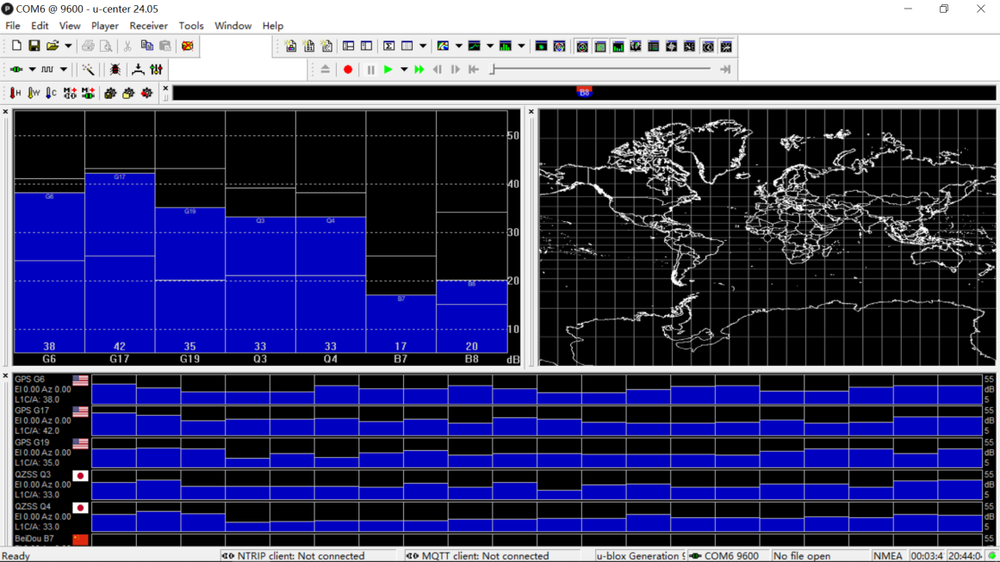 COM6 @ 9600 - u-center 24.05
File Edit View Player Receiver Tools Window Help
B8
50
40
30
20
10
dB
G6 G17 G19 Q3 Q4 B7 B8
38 42 35 33 33 17 20
G6 G17 G19 Q3 Q4 B7 B8
GPS G6
El 0.00 Az 0.00
L1C/A: 38.0
55
dB
5
GPS G17
El 0.00 Az 0.00
L1C/A: 42.0
55
dB
5
GPS G19
El 0.00 Az 0.00
L1C/A: 35.0
55
dB
5
QZSS Q3
El 0.00 Az 0.00
L1C/A: 33.0
55
dB
5
QZSS Q4
El 0.00 Az 0.00
L1C/A: 33.0
55
dB
5
BeiDou B7
55
Ready NTRIP client: Not connected MQTT client: Not connected u-blox Generation COM6 9600 No file open NMEA 00:03:4 20:44:0